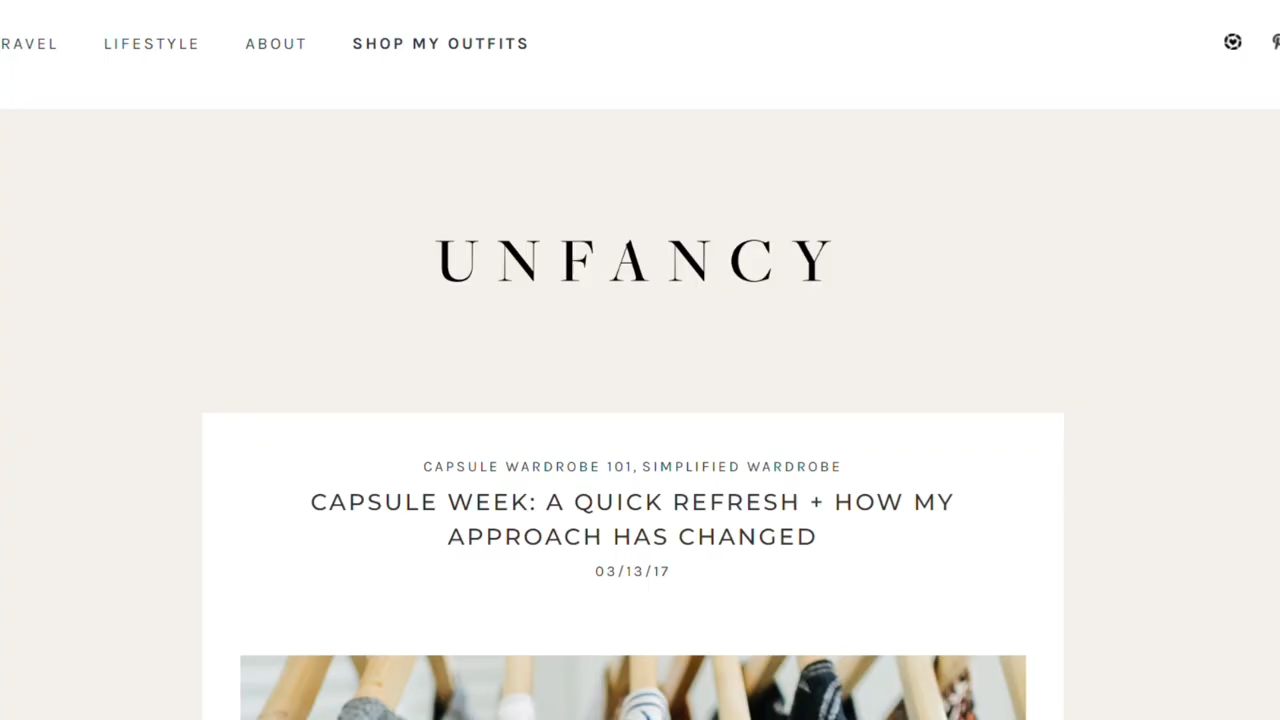 RAVEL LIFESTYLE ABOUT SHOP MY OUTFITS
UNFANCY
CAPSULE WARDROBE 101, SIMPLIFIED WARDROBE
CAPSULE WEEK: A QUICK REFRESH + HOW MY
APPROACH HAS CHANGED
03/13/17